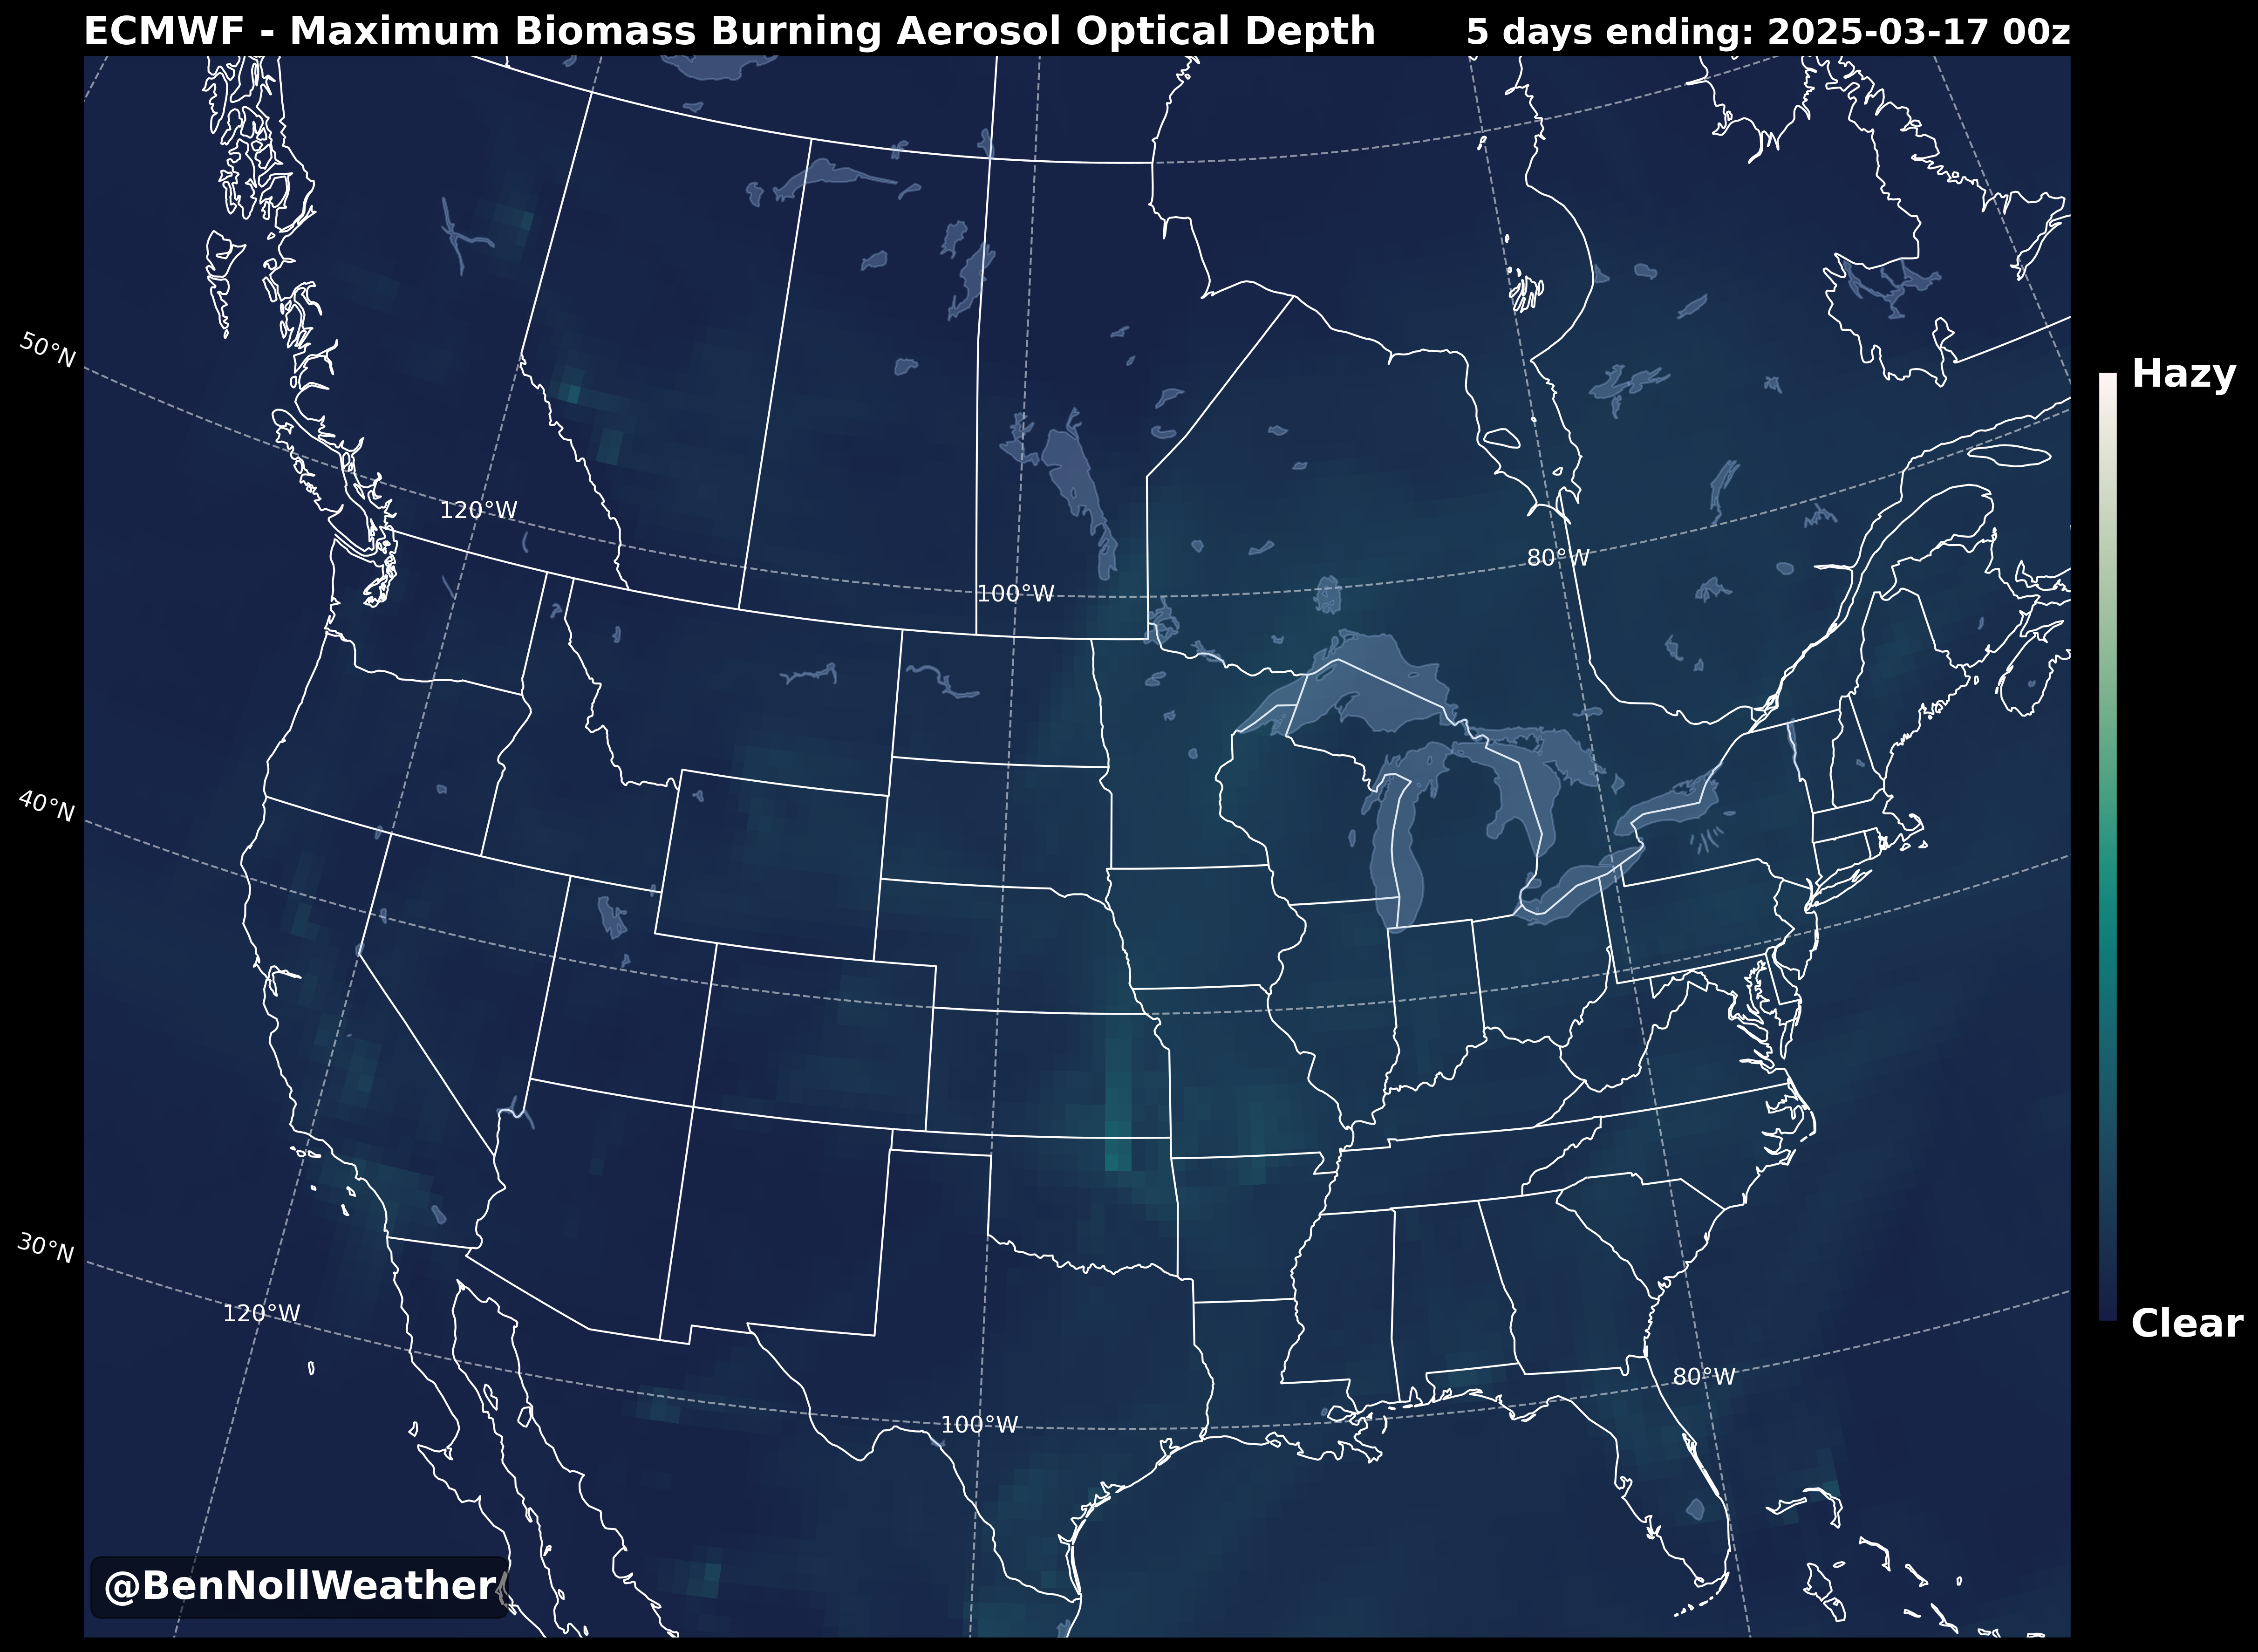 ECMWF - Maximum Biomass Burning Aerosol Optical Depth
5 days ending: 2025-03-17 00z
50°N
Hazy
120°W
80°W
100°W
40°N
30°N
120°W
Clear
80°W
100°W
@BenNollWeather